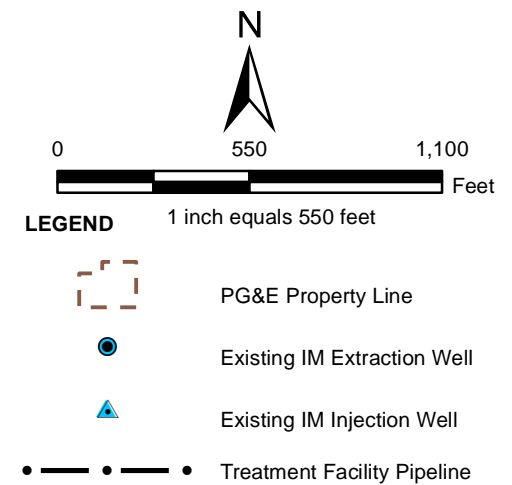 N
0 550 1,100
Feet
LEGEND 1 inch equals 550 feet
PG&E Property Line
Existing IM Extraction Well
Existing IM Injection Well
Treatment Facility Pipeline